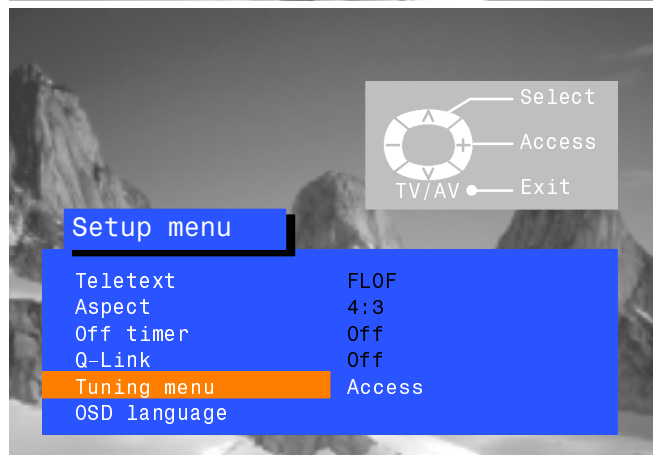 Select
Access
TV/AV Exit
Setup menu
Teletext FLOF
Aspect 4:3
Off timer Off
Q-Link Off
Tuning menu Access
OSD language